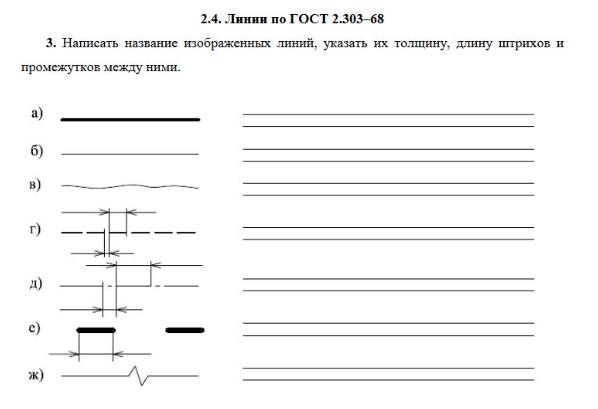 2.4. Линии по ГОСТ 2.303–68
3. Написать название изображенных линий, указать их толщину, длину штрихов и
промежутков между ними.
а)
б)
в)
г)
д)
е)
ж)